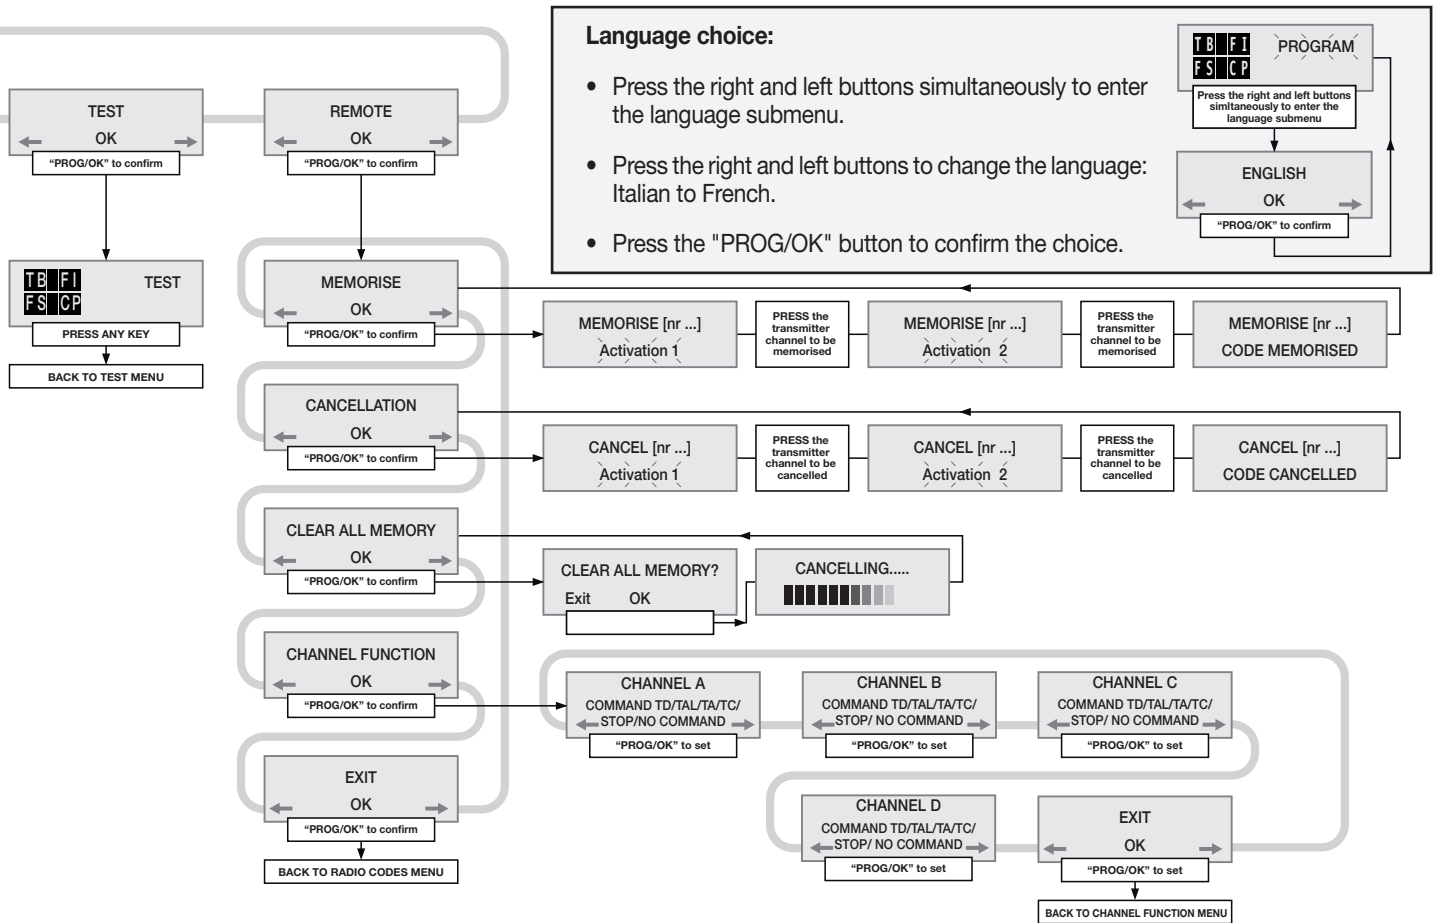 Language choice:
• Press the right and left buttons simultaneously to enter
the language submenu.
• Press the right and left buttons to change the language:
Italian to French.
• Press the "PROG/OK" button to confirm the choice.
TB FI
FS CP
PROGRAM
Press the right and left buttons
simltaneously to enter the
language submenu
ENGLISH
OK
“PROG/OK” to confirm
TEST
OK
“PROG/OK” to confirm
REMOTE
OK
“PROG/OK” to confirm
TB FI
FS CP
TEST
PRESS ANY KEY
BACK TO TEST MENU
MEMORISE
OK
“PROG/OK” to confirm
MEMORISE [nr ...]
Activation 1
PRESS the
transmitter
channel to be
memorised
MEMORISE [nr ...]
Activation 2
PRESS the
transmitter
channel to be
memorised
MEMORISE [nr ...]
CODE MEMORISED
CANCELLATION
OK
“PROG/OK” to confirm
CANCEL [nr ...]
Activation 1
PRESS the
transmitter
channel to be
cancelled
CANCEL [nr ...]
Activation 2
PRESS the
transmitter
channel to be
cancelled
CANCEL [nr ...]
CODE CANCELLED
CLEAR ALL MEMORY
OK
“PROG/OK” to confirm
CLEAR ALL MEMORY?
Exit OK
CANCELLING.....
CHANNEL FUNCTION
OK
“PROG/OK” to confirm
CHANNEL A
COMMAND TD/TAL/TA/TC/
STOP/NO COMMAND
“PROG/OK” to set
CHANNEL B
COMMAND TD/TAL/TA/TC/
STOP/ NO COMMAND
“PROG/OK” to set
CHANNEL C
COMMAND TD/TAL/TA/TC/
STOP/ NO COMMAND
“PROG/OK” to set
EXIT
OK
“PROG/OK” to confirm
BACK TO RADIO CODES MENU
CHANNEL D
COMMAND TD/TAL/TA/TC/
STOP/ NO COMMAND
“PROG/OK” to set
EXIT
OK
“PROG/OK” to set
BACK TO CHANNEL FUNCTION MENU